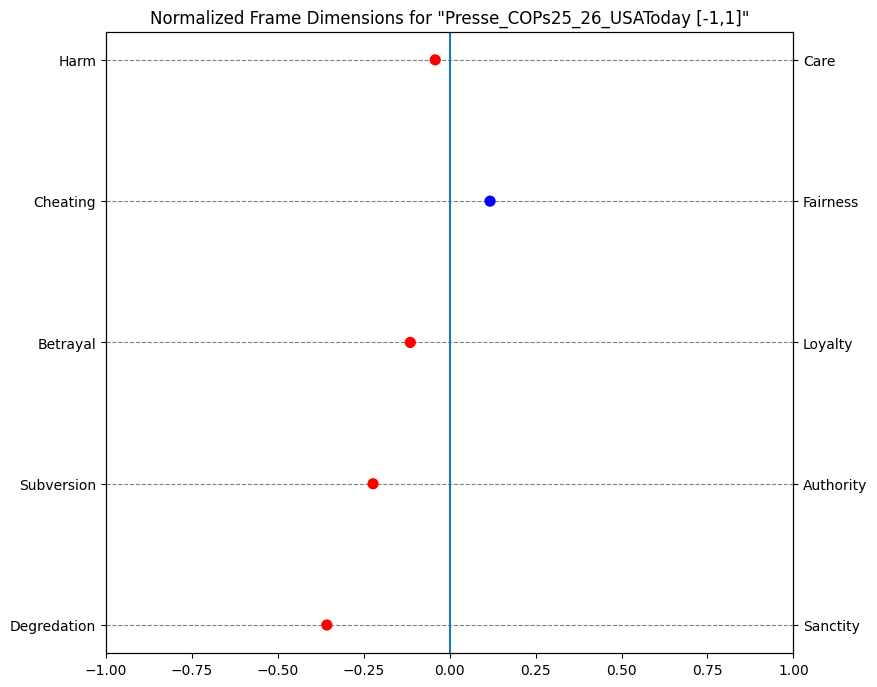 Normalized Frame Dimensions for "Presse_COPs25_26_USAToday [-1,1]"
Harm Care
Cheating Fairness
Betrayal Loyalty
Subversion Authority
Degredation Sanctity
−1.00 −0.75 −0.50 −0.25 0.00 0.25 0.50 0.75 1.00